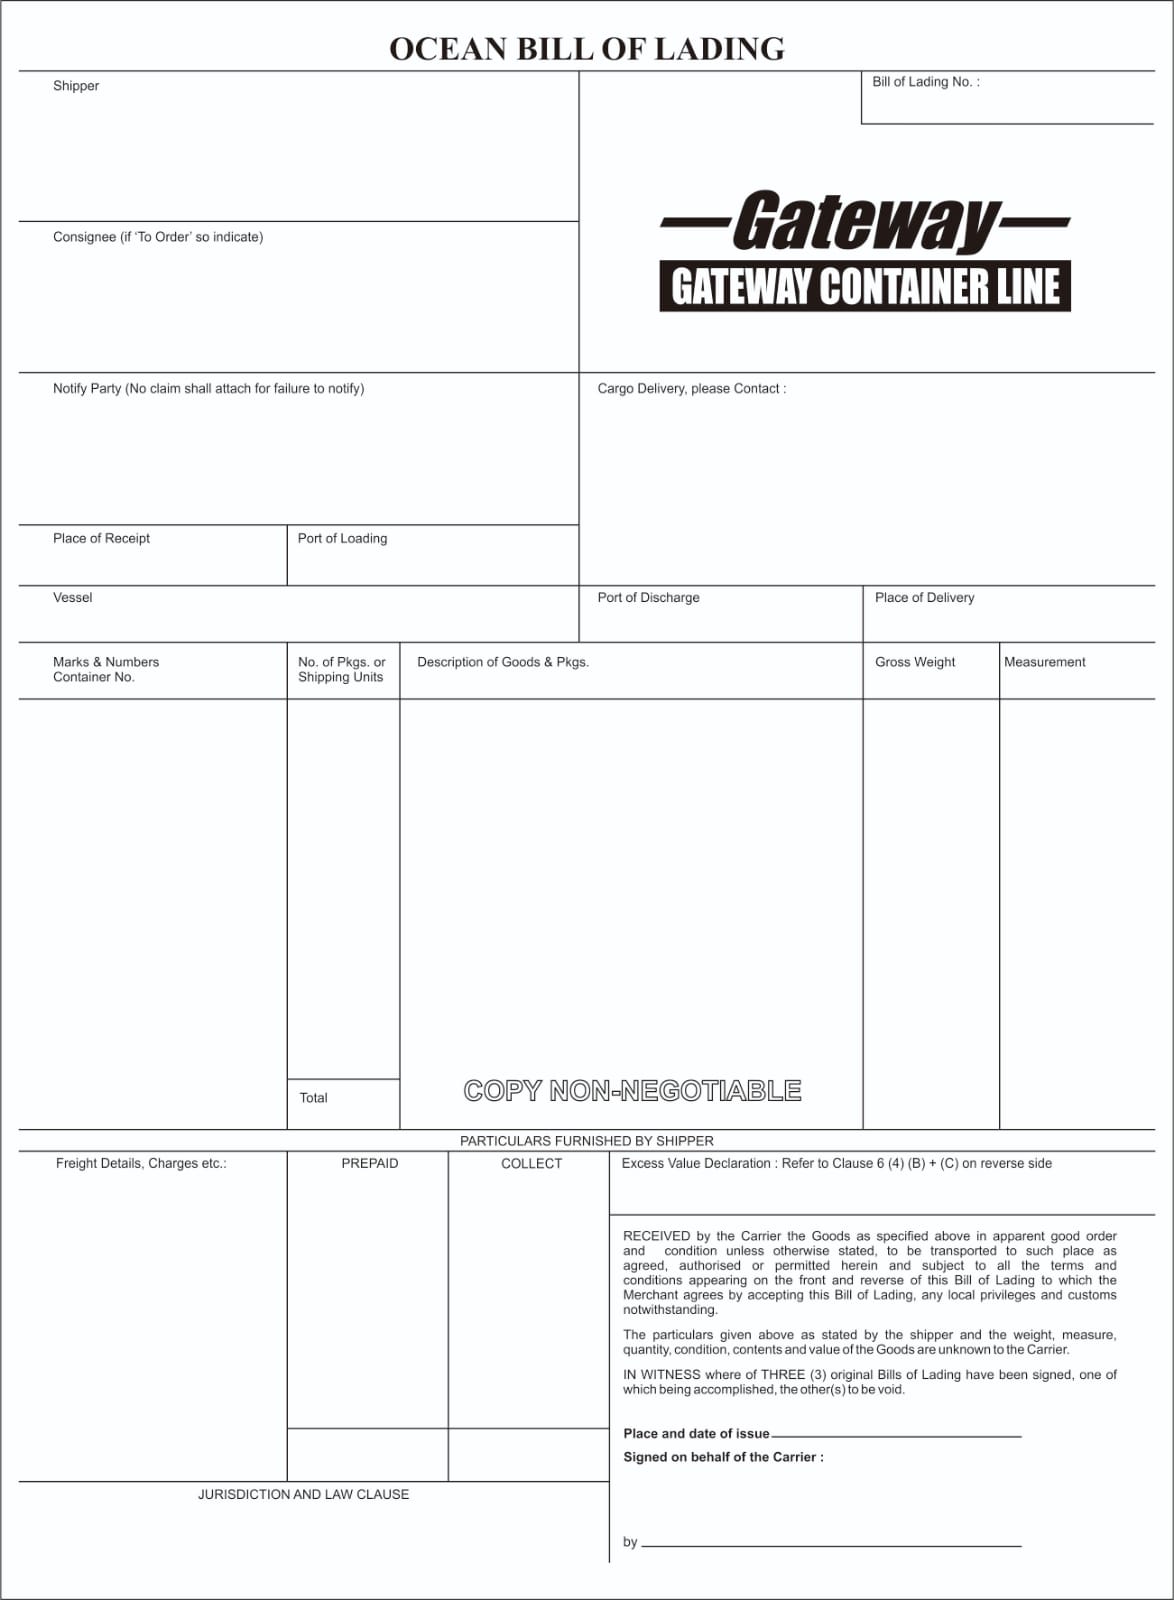 OCEAN BILL OF LADING
Shipper
Bill of Lading No. :
Gateway
GATEWAY CONTAINER LINE
Consignee (if ‘To Order’ so indicate)
Notify Party (No claim shall attach for failure to notify)
Cargo Delivery, please Contact :
Place of Receipt
Port of Loading
Vessel
Port of Discharge
Place of Delivery
Marks & Numbers
Container No.
No. of Pkgs. or
Shipping Units
Description of Goods & Pkgs.
Gross Weight
Measurement
Total
COPY NON-NEGOTIABLE
PARTICULARS FURNISHED BY SHIPPER
Freight Details, Charges etc.:
PREPAID
COLLECT
Excess Value Declaration : Refer to Clause 6 (4) (B) + (C) on reverse side
RECEIVED by the Carrier the Goods as specified above in apparent good order
and condition unless otherwise stated, to be transported to such place as
agreed, authorised or permitted herein and subject to all the terms and
conditions appearing on the front and reverse of this Bill of Lading to which the
Merchant agrees by accepting this Bill of Lading, any local privileges and customs
notwithstanding.
The particulars given above as stated by the shipper and the weight, measure,
quantity, condition, contents and value of the Goods are unknown to the Carrier.
IN WITNESS where of THREE (3) original Bills of Lading have been signed, one of
which being accomplished, the other(s) to be void.
Place and date of issue
Signed on behalf of the Carrier :
JURISDICTION AND LAW CLAUSE
by